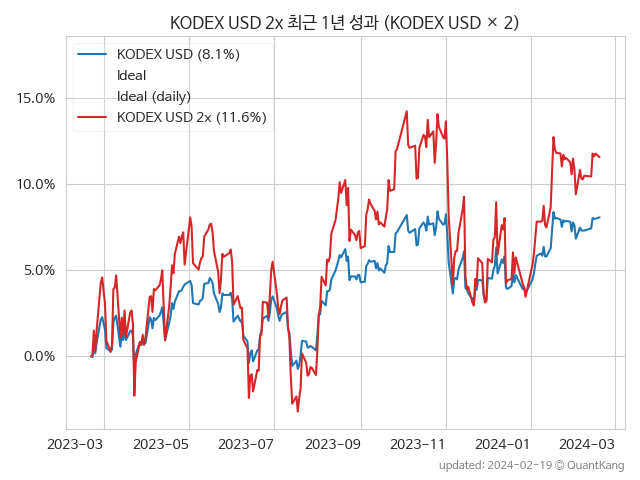 KODEX USD 2x 최근 1년 성과 (KODEX USD × 2)
KODEX USD (8.1%)
Ideal
Ideal (daily)
KODEX USD 2x (11.6%)
15.0%
10.0%
5.0%
0.0%
2023-03 2023-05 2023-07 2023-09 2023-11 2024-01 2024-03
updated: 2024-02-19 © QuantKang